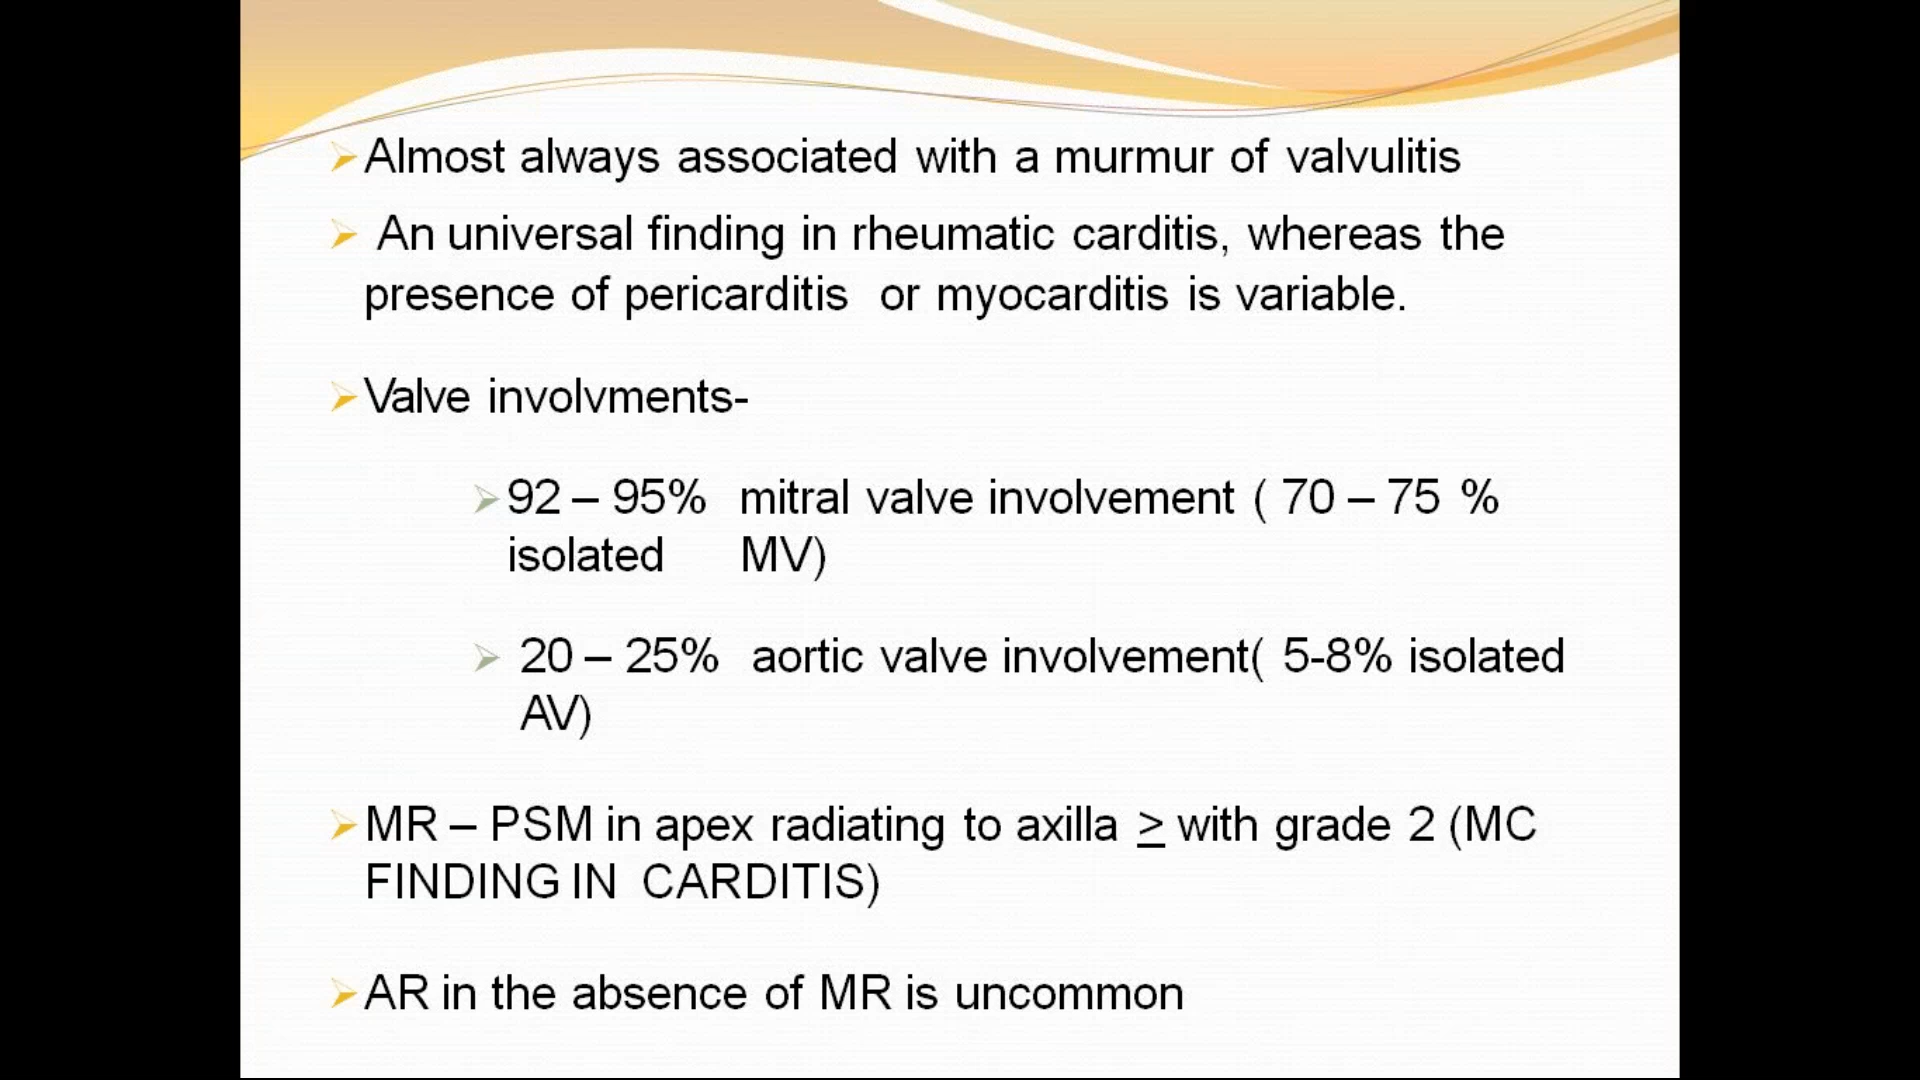 Almost always associated with a murmur of valvulitis
An universal finding in rheumatic carditis, whereas the
presence of pericarditis or myocarditis is variable.
Valve involvments-
92 – 95% mitral valve involvement ( 70 – 75 %
isolated MV)
20 – 25% aortic valve involvement( 5-8% isolated
AV)
MR – PSM in apex radiating to axilla ≥ with grade 2 (MC
FINDING IN CARDITIS)
AR in the absence of MR is uncommon